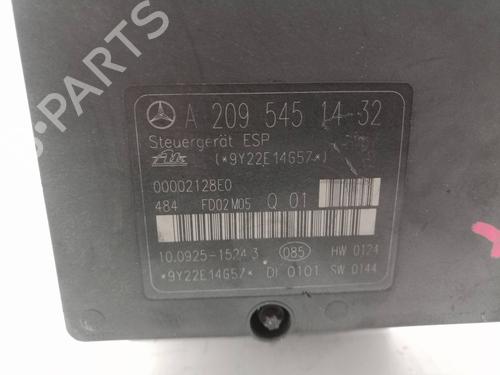 B-PARTS
A 209 545 14 32
Steuergerät ESP
(*9Y22E14G57*)
00002128E0
484 FD02M05 Q 01
10.0925-1524.3 085 HW 0124
*9Y22E14G57* DI 0101 SW 0144